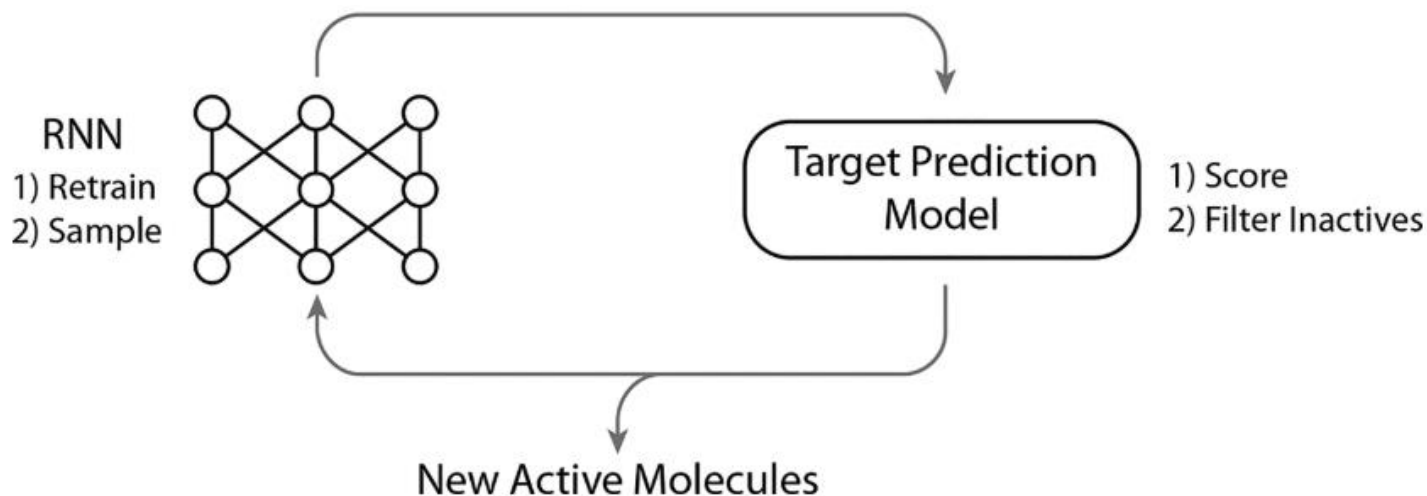 RNN
1) Retrain
2) Sample
Target Prediction
Model
1) Score
2) Filter Inactives
New Active Molecules